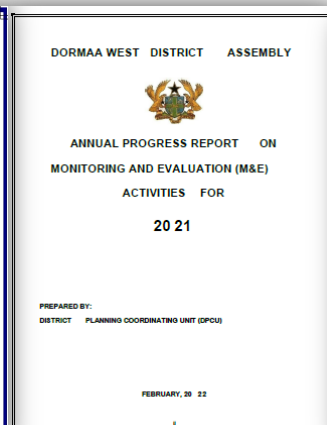 DORMAA WEST DISTRICT ASSEMBLY
ANNUAL PROGRESS REPORT ON
MONITORING AND EVALUATION (M&E)
ACTIVITIES FOR
20 21
PREPARED BY:
DISTRICT PLANNING COORDINATING UNIT (DPCU)
FEBRUARY, 20 22